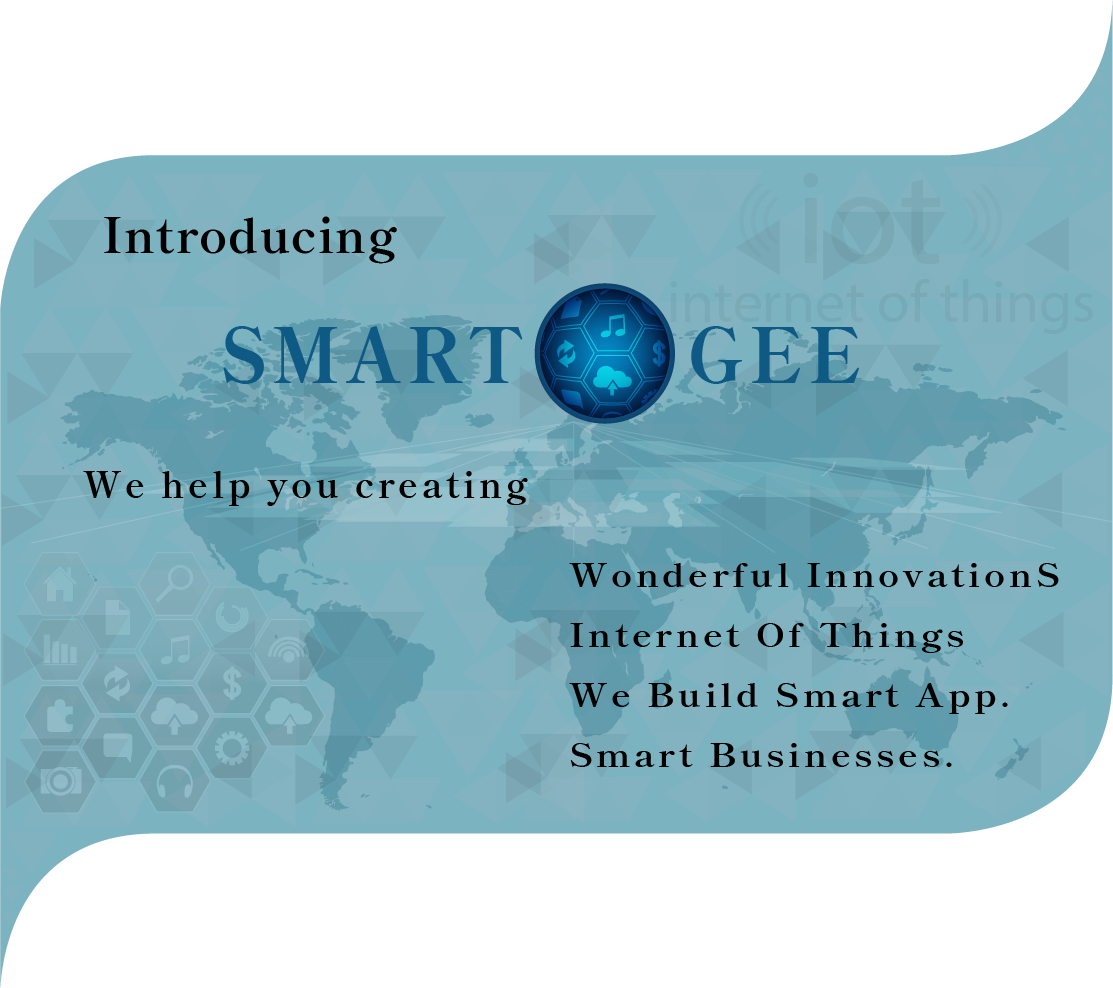 Introducing
iot
internet of things
SMART GEE
We help you creating
Wonderful InnovationS
Internet Of Things
We Build Smart App.
Smart Businesses.